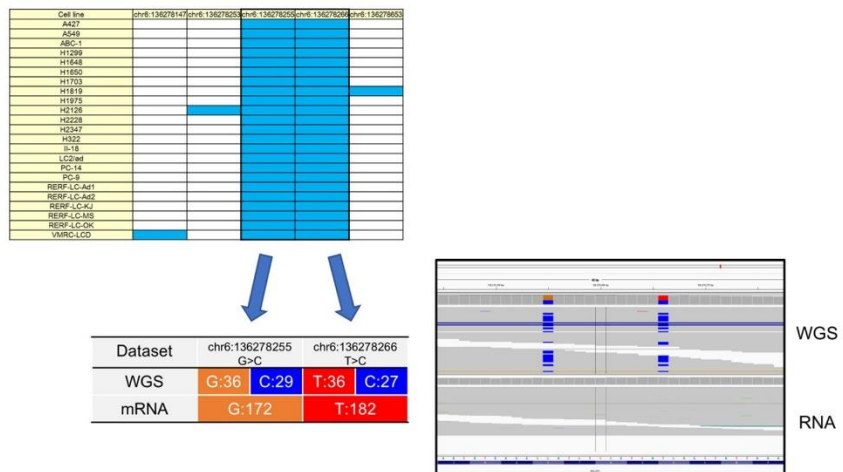 Cell line chr6:136278147 chr6:136278253 chr6:136278255 chr6:136278266 chr6:136278653
A427
A549
ABC-1
H1299
H1648
H1650
H1703
H1819
H1975
H2126
H2228
H2347
H322
II-18
LC2/ad
PC-14
PC-9
RERF-LC-Ad1
RERF-LC-Ad2
RERF-LC-KJ
RERF-LC-MS
RERF-LC-OK
VMRC-LCD
Dataset chr6:136278255 chr6:136278266
G>C T>C
WGS G:36 C:29 T:36 C:27
mRNA G:172 T:182
WGS
RNA